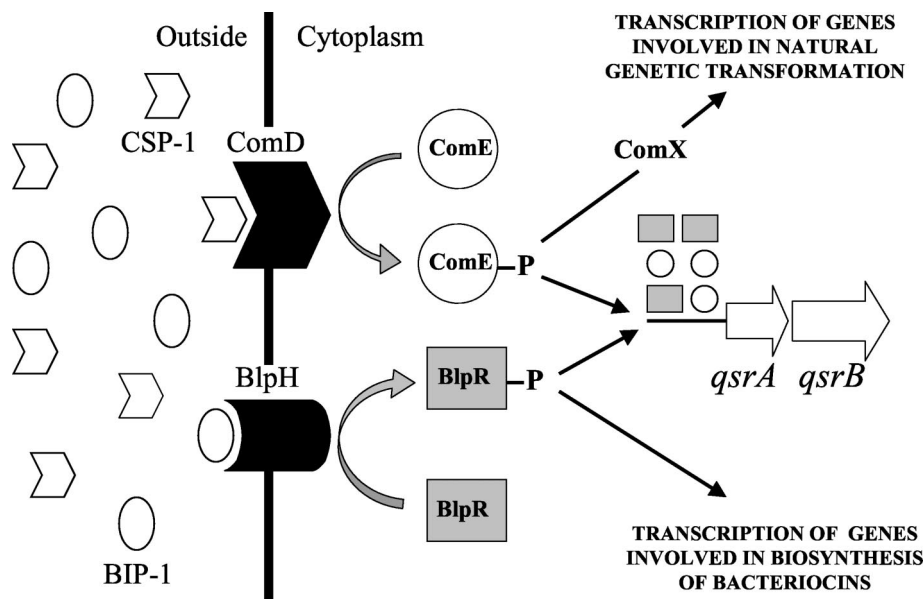 Outside
Cytoplasm
TRANSCRIPTION OF GENES
INVOLVED IN NATURAL
GENETIC TRANSFORMATION
CSP-1
ComD
ComE
ComX
ComE
P
BlpH
BlpR
P
qsrA
qsrB
BlpR
BIP-1
TRANSCRIPTION OF GENES
INVOLVED IN BIOSYNTHESIS
OF BACTERIOCINS